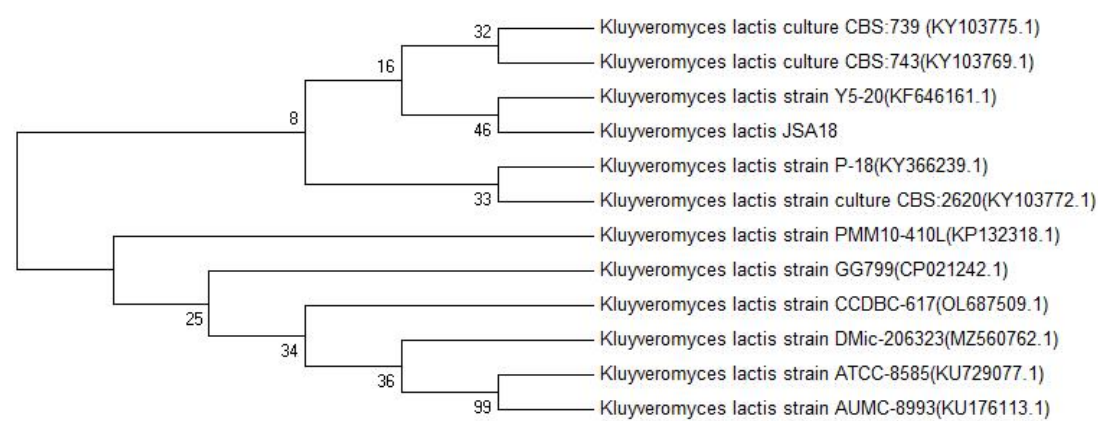 32
Kluyveromyces lactis culture CBS:739 (KY103775.1)
Kluyveromyces lactis culture CBS:743(KY103769.1)
16
Kluyveromyces lactis strain Y5-20(KF646161.1)
46
Kluyveromyces lactis JSA18
8
Kluyveromyces lactis strain P-18(KY366239.1)
33
Kluyveromyces lactis strain culture CBS:2620(KY103772.1)
Kluyveromyces lactis strain PMM10-410L(KP132318.1)
Kluyveromyces lactis strain GG799(CP021242.1)
25
Kluyveromyces lactis strain CCDBC-617(OL687509.1)
34
Kluyveromyces lactis strain DMic-206323(MZ560762.1)
36
Kluyveromyces lactis strain ATCC-8585(KU729077.1)
99
Kluyveromyces lactis strain AUMC-8993(KU176113.1)